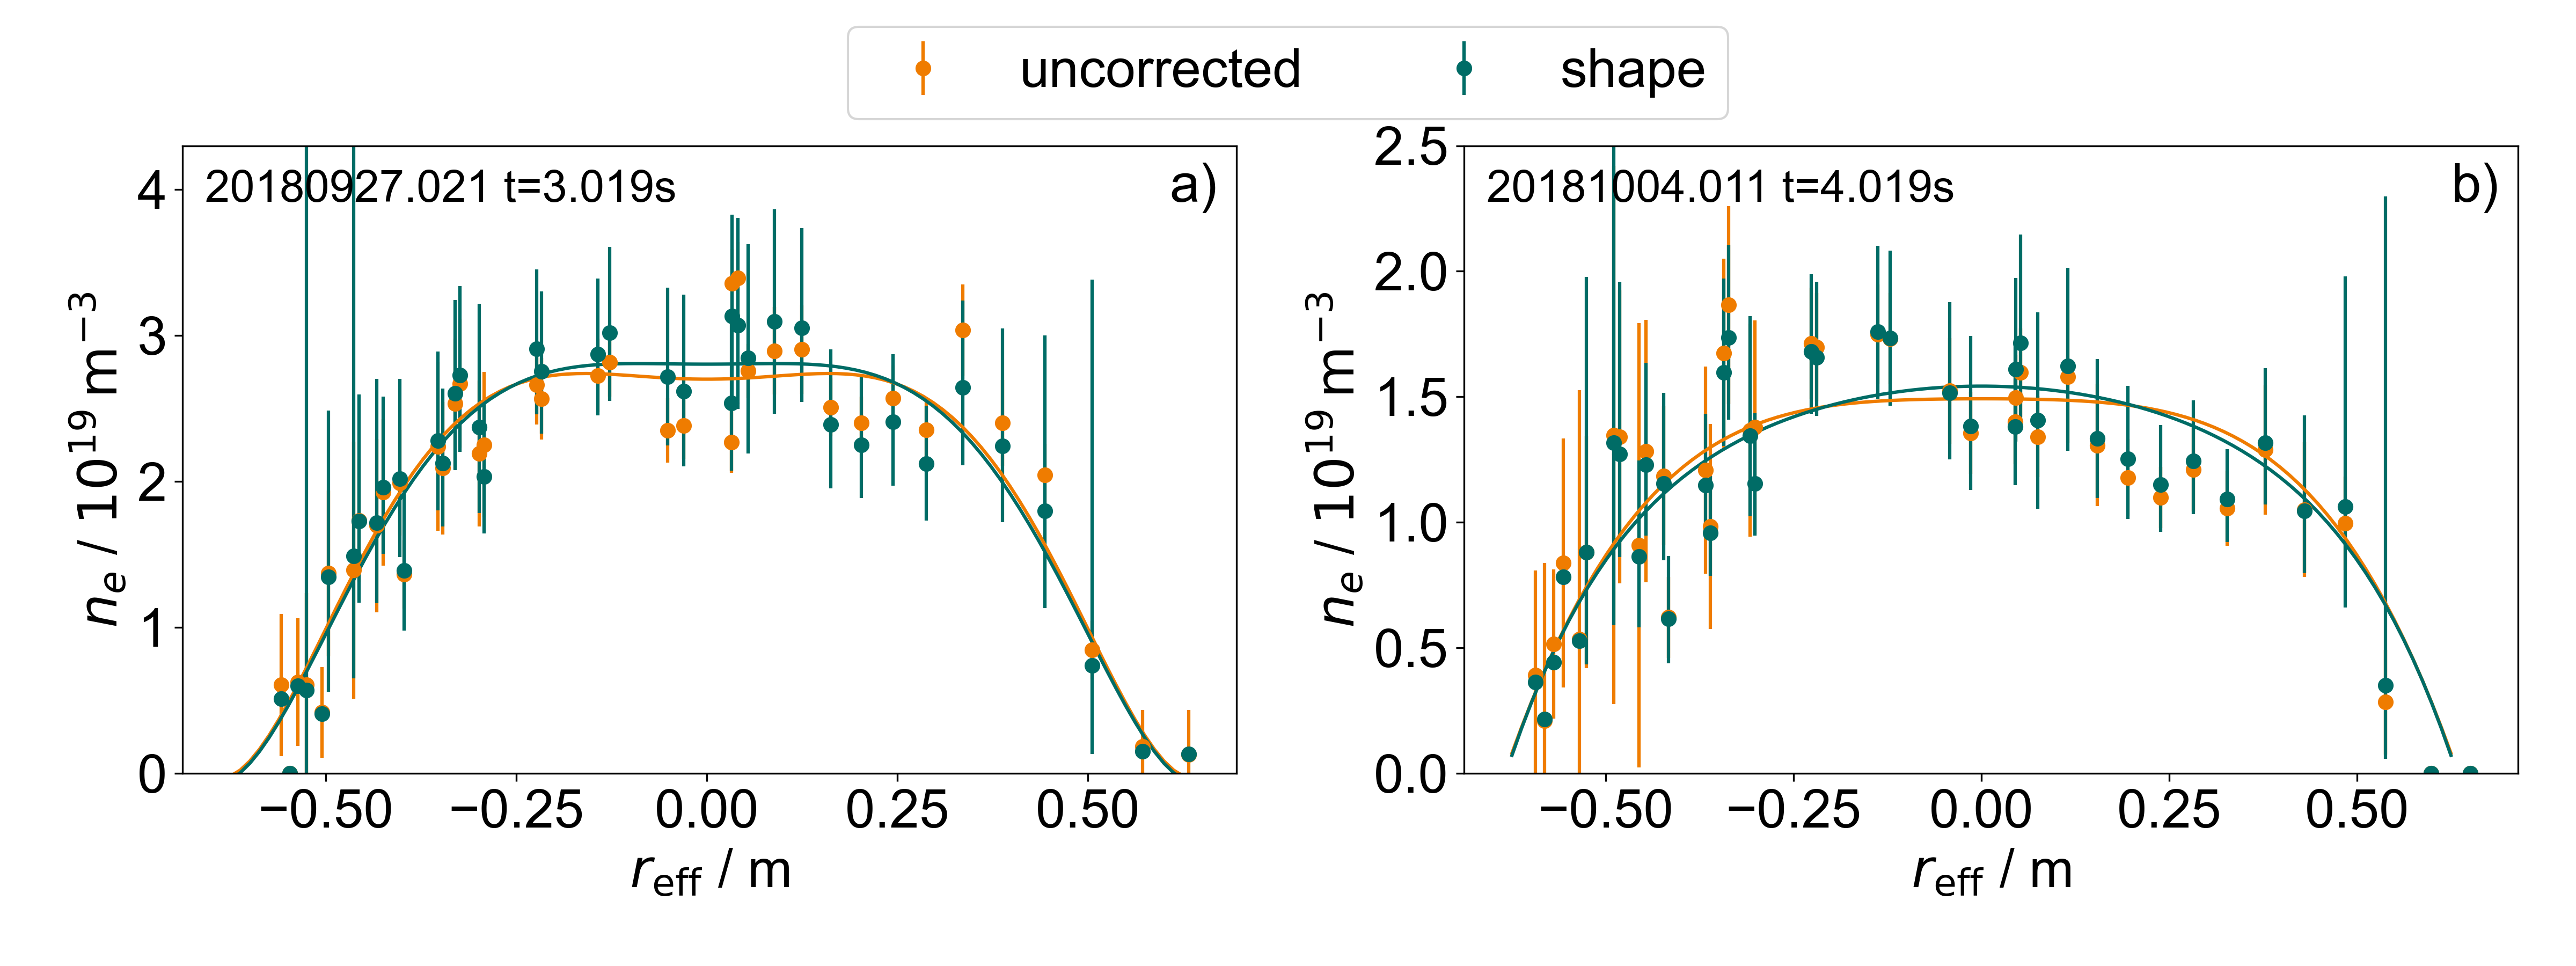 uncorrected shape
20180927.021 t=3.019s a)
4
3
2
1
0
−0.50 −0.25 0.00 0.25 0.50
r_eff / m
n_e / 10^19 m^−3
20181004.011 t=4.019s b)
2.5
2.0
1.5
1.0
0.5
0.0
−0.50 −0.25 0.00 0.25 0.50
r_eff / m
n_e / 10^19 m^−3